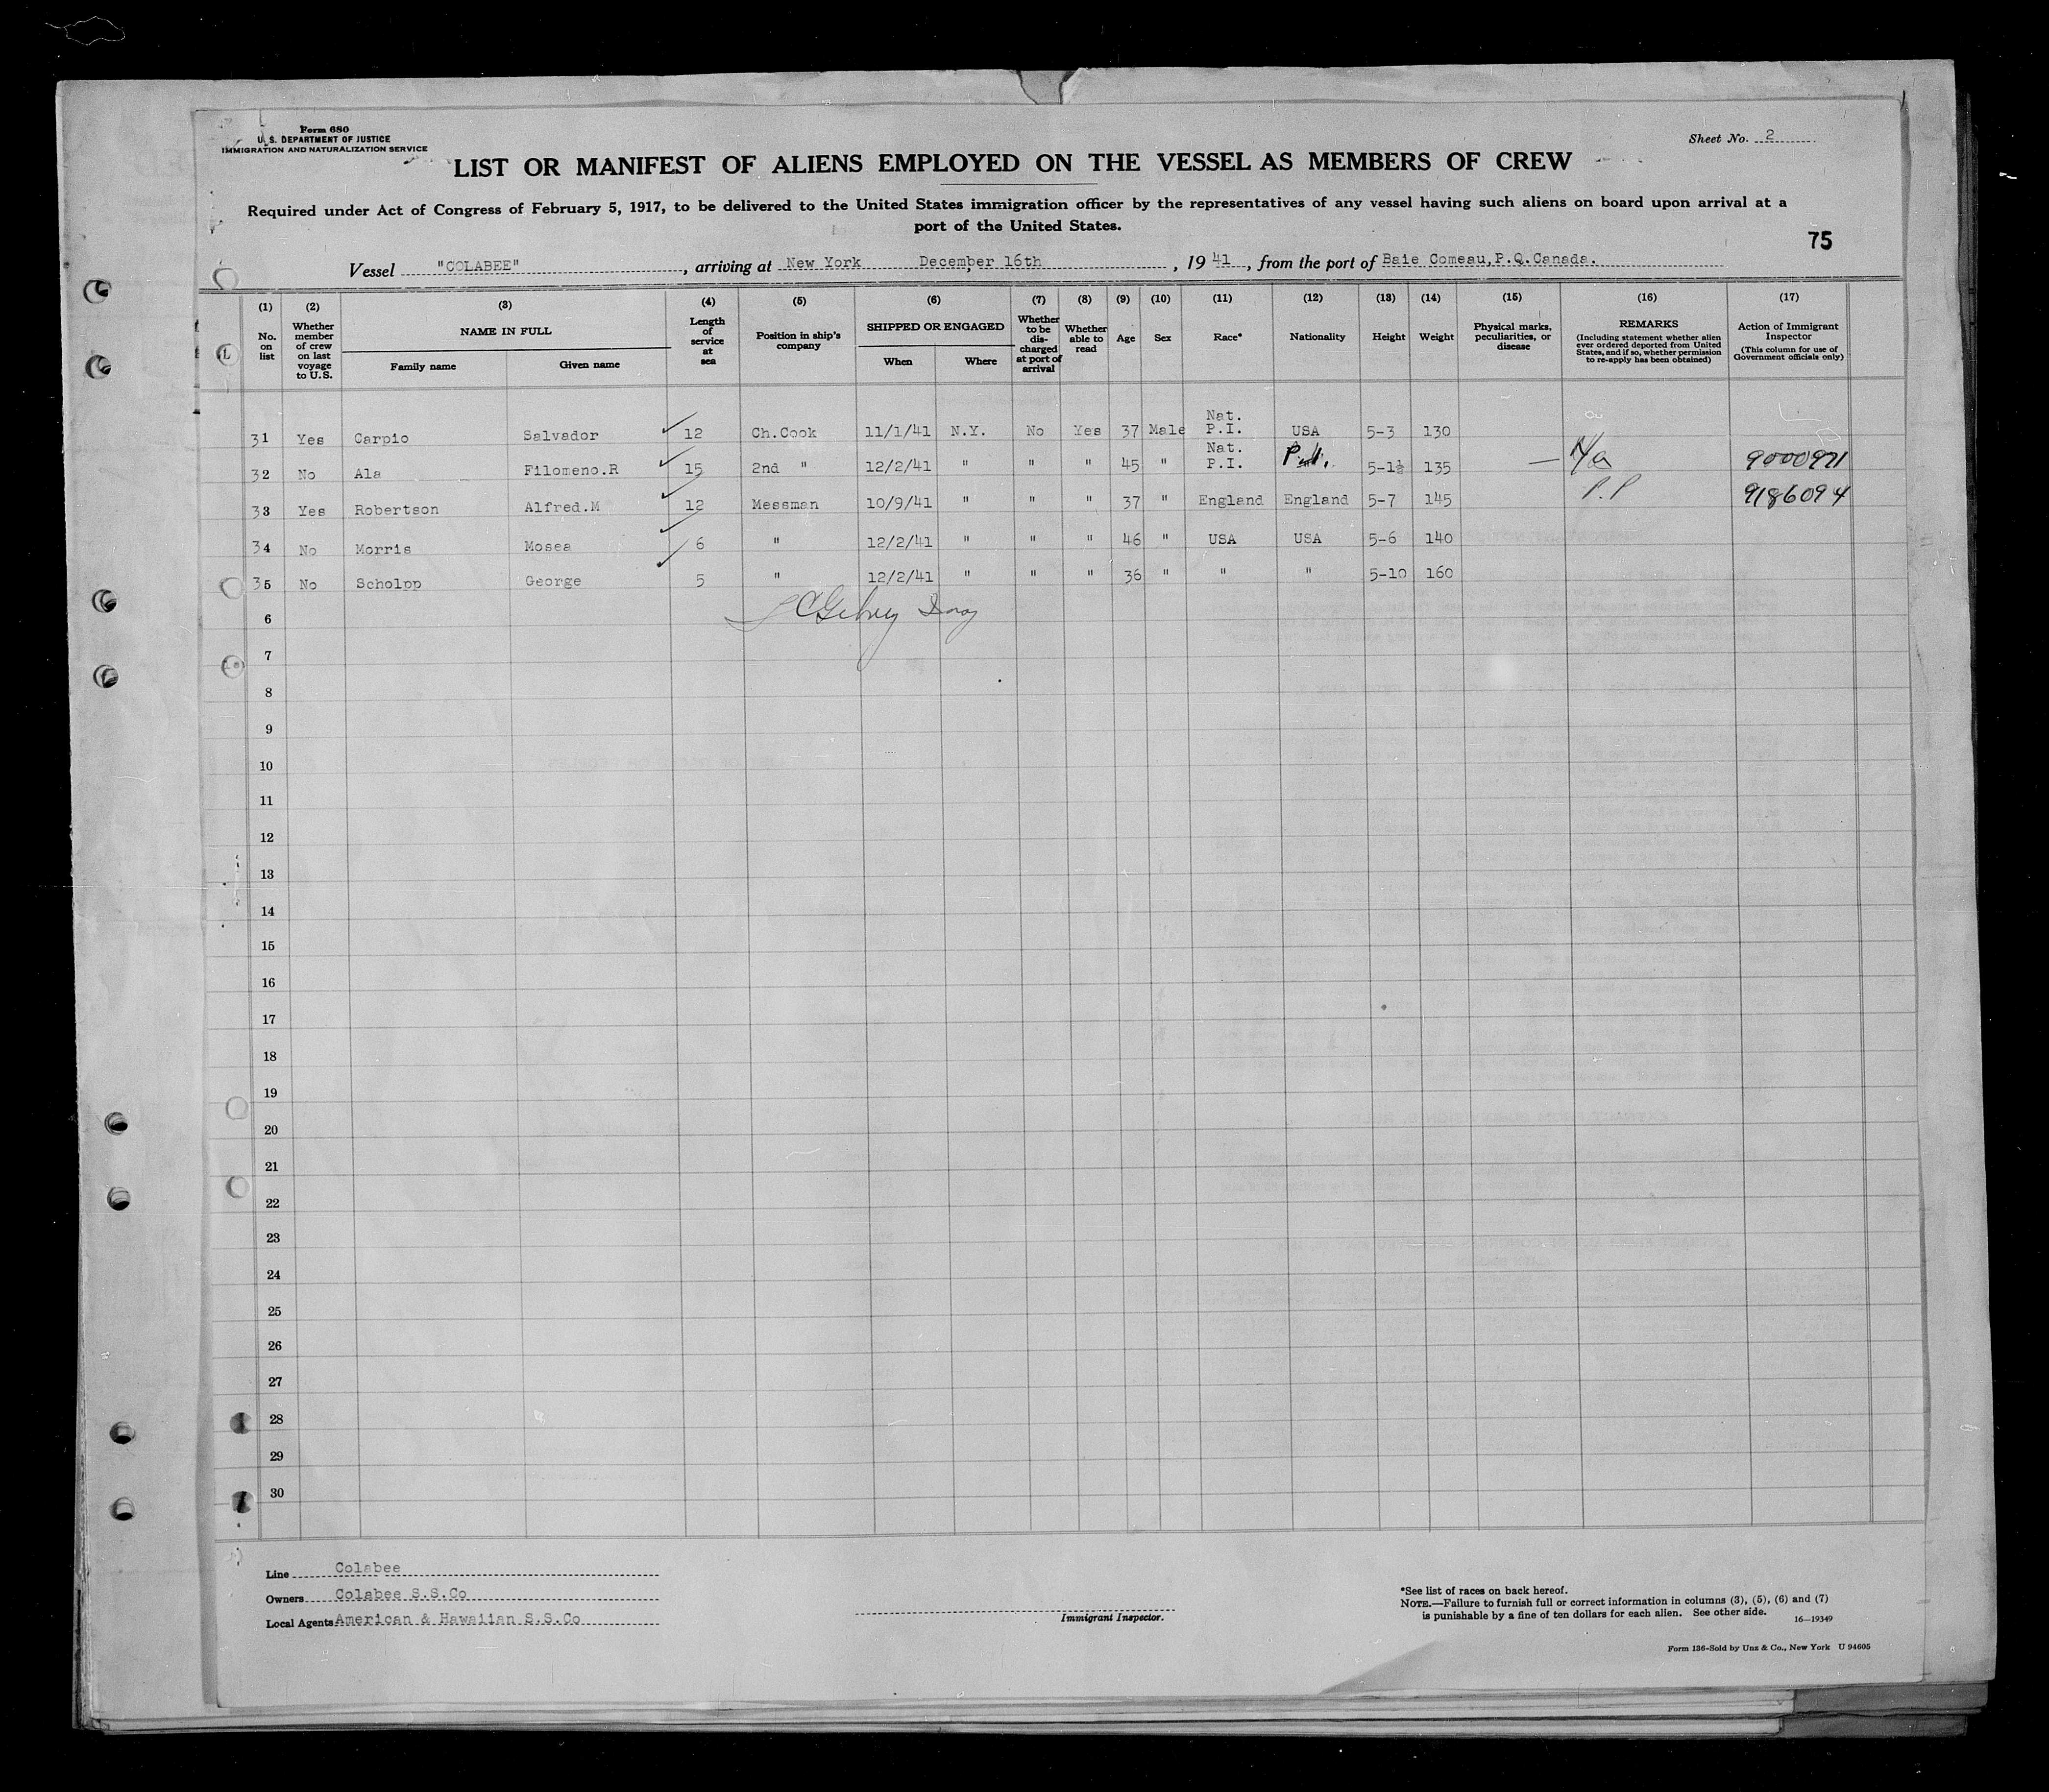 Form 680
U. S. DEPARTMENT OF JUSTICE
IMMIGRATION AND NATURALIZATION SERVICE
Sheet No. 2
LIST OR MANIFEST OF ALIENS EMPLOYED ON THE VESSEL AS MEMBERS OF CREW
Required under Act of Congress of February 5, 1917, to be delivered to the United States immigration officer by the representatives of any vessel having such aliens on board upon arrival at a
port of the United States.
75
Vessel "COLABEE", arriving at New York December 16th, 1941, from the port of Baie Comeau,P.Q.Canada.
(1) (2) (3) (4) (5) (6) (7) (8) (9) (10) (11) (12) (13) (14) (15) (16) (17)
No. on list
Whether member of crew on last voyage to U.S.
NAME IN FULL
Family name
Given name
Length of service at sea
Position in ship's company
SHIPPED OR ENGAGED
When
Where
Whether to be discharged at port of arrival
Whether able to read
Age
Sex
Race*
Nationality
Height
Weight
Physical marks, peculiarities, or disease
REMARKS
(Including statement whether alien ever ordered deported from United States, and if so, whether permission to re-apply has been obtained)
Action of Immigrant Inspector
(This column for use of Government officials only)
31 Yes Carpio Salvador 12 Ch.Cook 11/1/41 N.Y. No Yes 37 Male Nat. P.I. USA 5-3 130
32 No Ala Filomeno.R 15 2nd " 12/2/41 " " " 45 " Nat. P.I. 5-1½ 135 — 9000921
33 Yes Robertson Alfred.M 12 Messman 10/9/41 " " " 37 " England England 5-7 145 P.P 9186094
34 No Morris Moses 6 " 12/2/41 " " " 46 " USA USA 5-6 140
35 No Scholpp George 5 " 12/2/41 " " " 36 " " " 5-10 160
6
7
8
9
10
11
12
13
14
15
16
17
18
19
20
21
22
23
24
25
26
27
28
29
30
Line Colabee
Owners Colabee S.S.Co
Local Agents American & Hawaiian S.S.Co
Immigrant Inspector.
*See list of races on back hereof.
NOTE.—Failure to furnish full or correct information in columns (3), (5), (6) and (7)
is punishable by a fine of ten dollars for each alien. See other side.
16—19349
Form 136-Sold by Unz & Co., New York U 94605